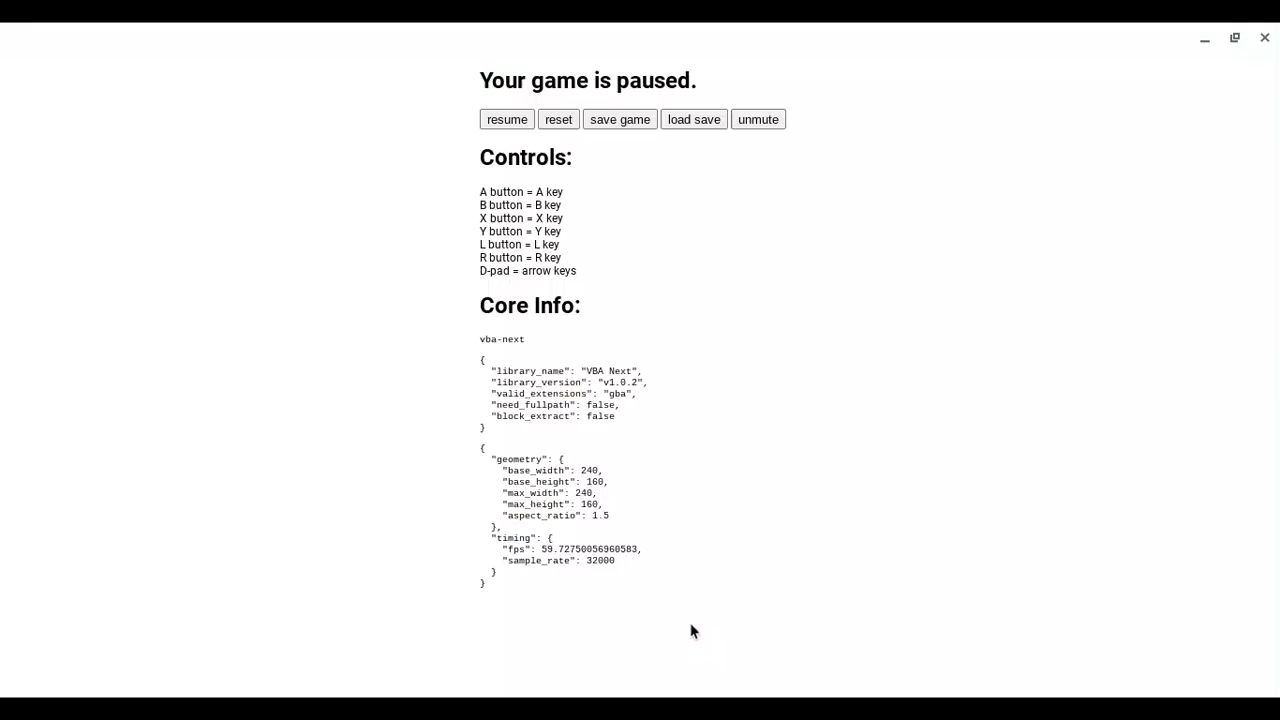 Your game is paused.
resume reset save game load save unmute
Controls:
A button = A key
B button = B key
X button = X key
Y button = Y key
L button = L key
R button = R key
D-pad = arrow keys
Core Info:
vba-next
{
  "library_name": "VBA Next",
  "library_version": "v1.0.2",
  "valid_extensions": "gba",
  "need_fullpath": false,
  "block_extract": false
}
{
  "geometry": {
    "base_width": 240,
    "base_height": 160,
    "max_width": 240,
    "max_height": 160,
    "aspect_ratio": 1.5
  },
  "timing": {
    "fps": 59.72750056960583,
    "sample_rate": 32000
  }
}